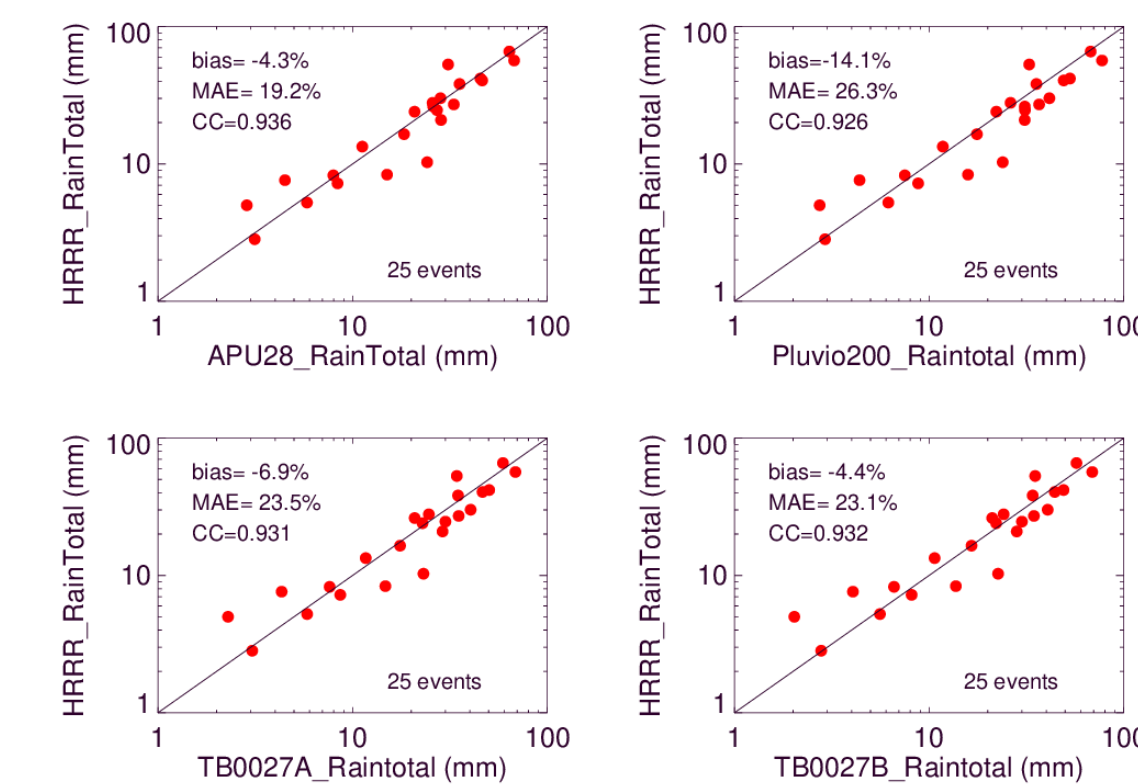 HRRR_RainTotal (mm)
100
10
1
bias= -4.3%
MAE= 19.2%
CC=0.936
25 events
1
10
100
APU28_RainTotal (mm)
HRRR_RainTotal (mm)
100
10
1
bias=-14.1%
MAE= 26.3%
CC=0.926
25 events
1
10
100
Pluvio200_Raintotal (mm)
HRRR_RainTotal (mm)
100
10
1
bias= -6.9%
MAE= 23.5%
CC=0.931
25 events
1
10
100
TB0027A_Raintotal (mm)
HRRR_RainTotal (mm)
100
10
1
bias= -4.4%
MAE= 23.1%
CC=0.932
25 events
1
10
100
TB0027B_Raintotal (mm)